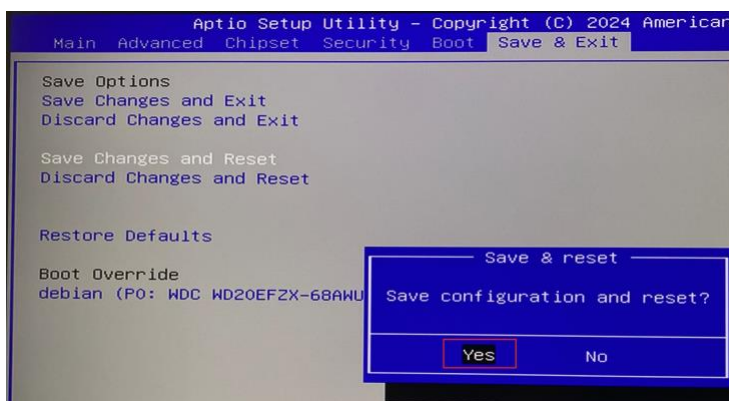 Aptio Setup Utility – Copyright (C) 2024 American
Main Advanced Chipset Security Boot Save & Exit
Save Options
Save Changes and Exit
Discard Changes and Exit
Save Changes and Reset
Discard Changes and Reset
Restore Defaults
Boot Override
debian (P0: WDC WD20EFZX-68AWU
Save & reset
Save configuration and reset?
Yes No